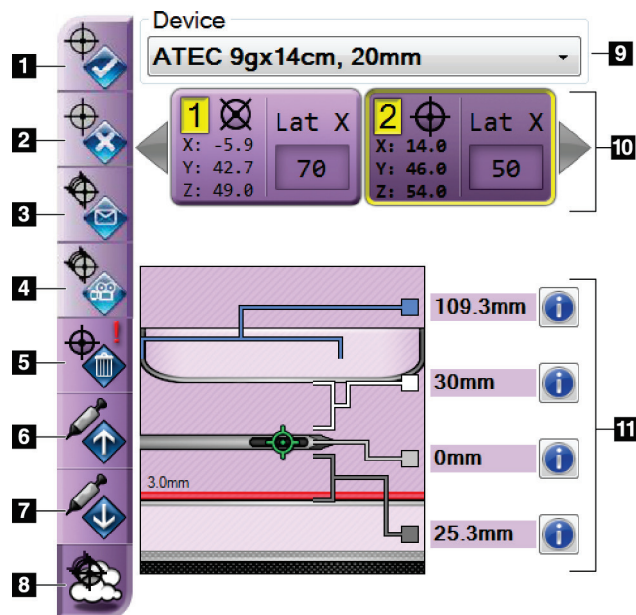 Device
1
ATEC 9gx14cm, 20mm
9
1
Lat X
X: -5.9
Y: 42.7
Z: 49.0
70
2
Lat X
X: 14.0
Y: 46.0
Z: 54.0
50
10
2
3
4
5
!
6
7
8
109.3mm
30mm
0mm
3.0mm
25.3mm
11